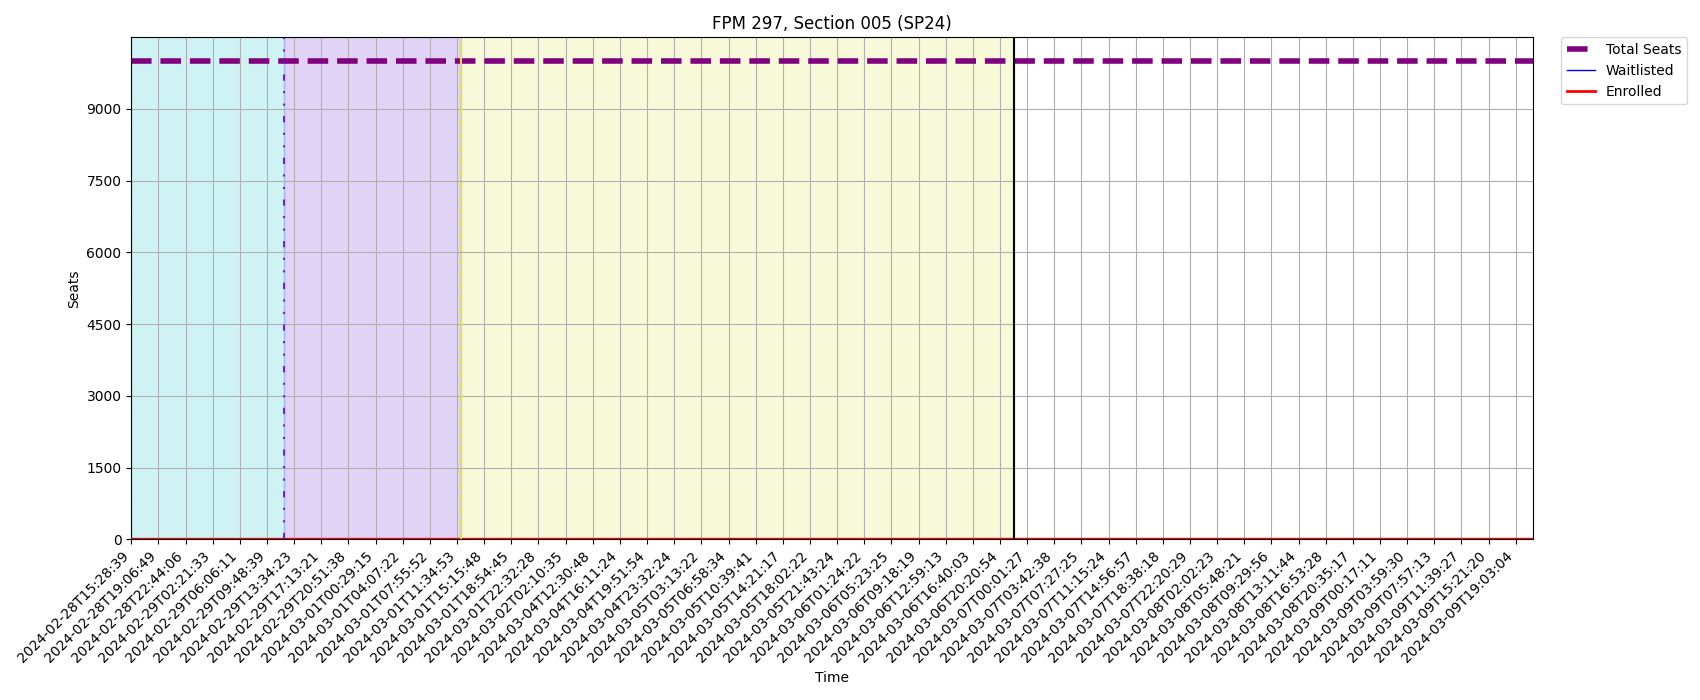 FPM 297, Section 005 (SP24)
Total Seats
Waitlisted
Enrolled
9000
7500
6000
4500
3000
1500
0
Seats
2024-02-28T15:28:39
2024-02-28T19:06:49
2024-02-28T22:44:06
2024-02-29T02:21:33
2024-02-29T06:06:11
2024-02-29T09:48:39
2024-02-29T13:34:23
2024-02-29T17:13:21
2024-02-29T20:51:38
2024-03-01T00:29:15
2024-03-01T04:07:22
2024-03-01T07:55:52
2024-03-01T11:34:53
2024-03-01T15:15:48
2024-03-01T18:54:45
2024-03-01T22:32:28
2024-03-02T02:10:35
2024-03-04T12:30:48
2024-03-04T16:11:24
2024-03-04T19:51:54
2024-03-04T23:32:24
2024-03-05T03:13:22
2024-03-05T06:58:34
2024-03-05T10:39:41
2024-03-05T14:21:17
2024-03-05T18:02:22
2024-03-05T21:43:24
2024-03-06T01:24:22
2024-03-06T05:23:25
2024-03-06T09:18:19
2024-03-06T12:59:13
2024-03-06T16:40:03
2024-03-06T20:20:54
2024-03-07T00:01:27
2024-03-07T03:42:38
2024-03-07T07:27:25
2024-03-07T11:15:24
2024-03-07T14:56:57
2024-03-07T18:38:18
2024-03-07T22:20:29
2024-03-08T02:02:23
2024-03-08T05:48:21
2024-03-08T09:29:56
2024-03-08T13:11:44
2024-03-08T16:53:28
2024-03-08T20:35:17
2024-03-09T00:17:11
2024-03-09T03:59:30
2024-03-09T07:57:13
2024-03-09T11:39:27
2024-03-09T15:21:20
2024-03-09T19:03:04
Time